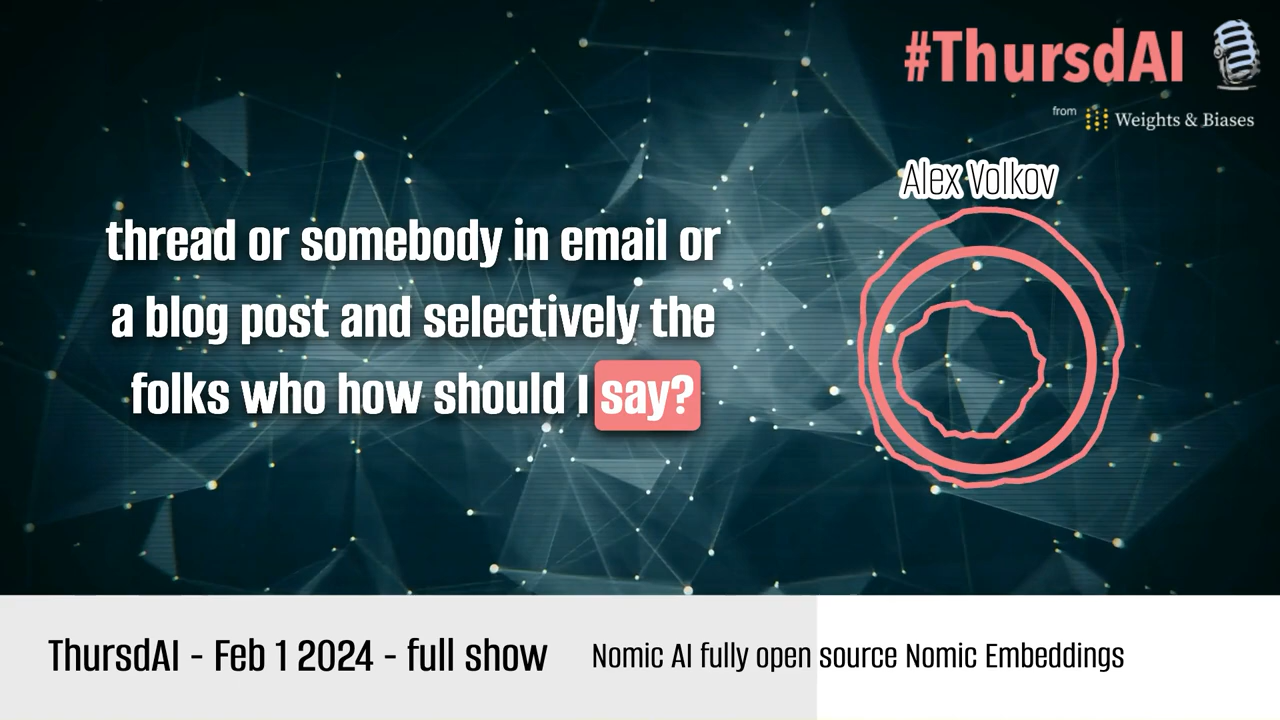 #ThursdAI
from Weights & Biases
Alex Volkov
thread or somebody in email or
a blog post and selectively the
folks who how should I say?
ThursdAI - Feb 1 2024 - full show
Nomic AI fully open source Nomic Embeddings